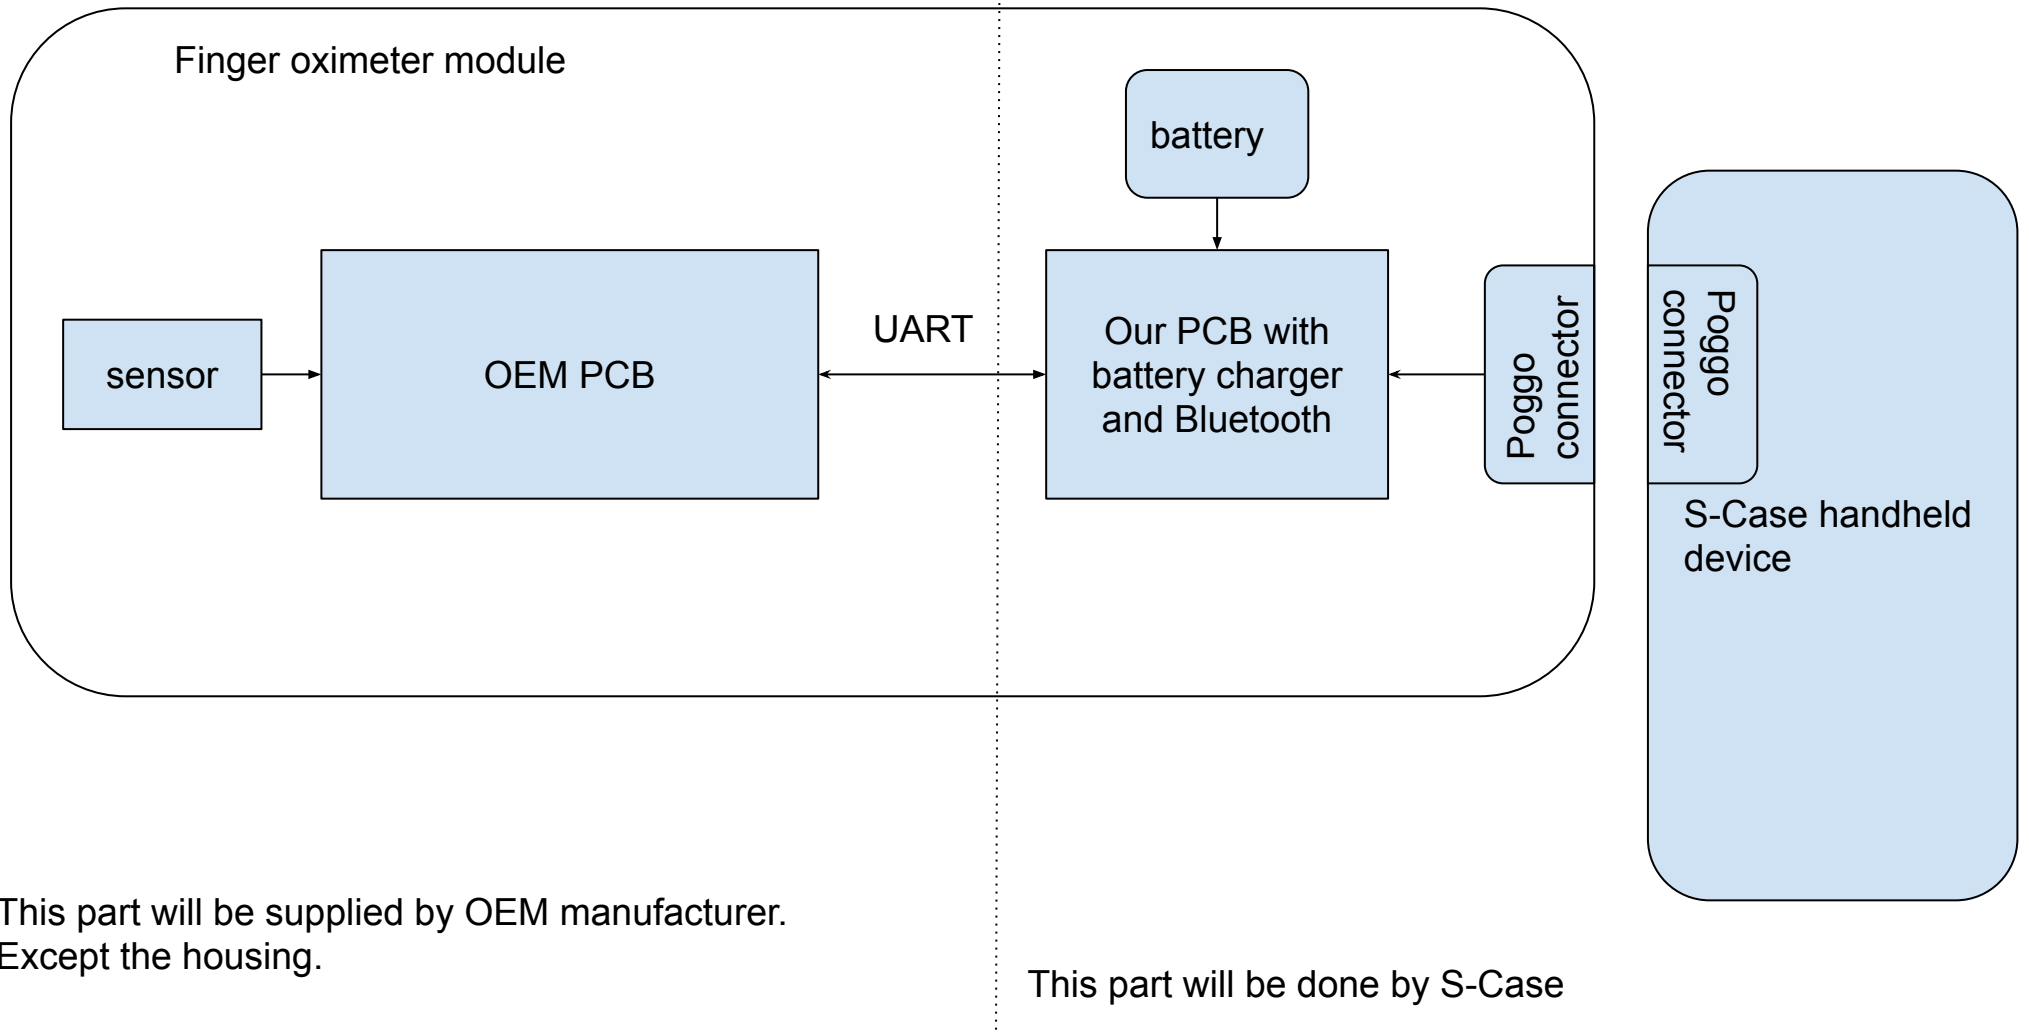 Finger oximeter module
battery
sensor
OEM PCB
UART
Our PCB with
battery charger
and Bluetooth
Poggo
connector
Poggo
connector
S-Case handheld
device
This part will be supplied by OEM manufacturer.
Except the housing.
This part will be done by S-Case